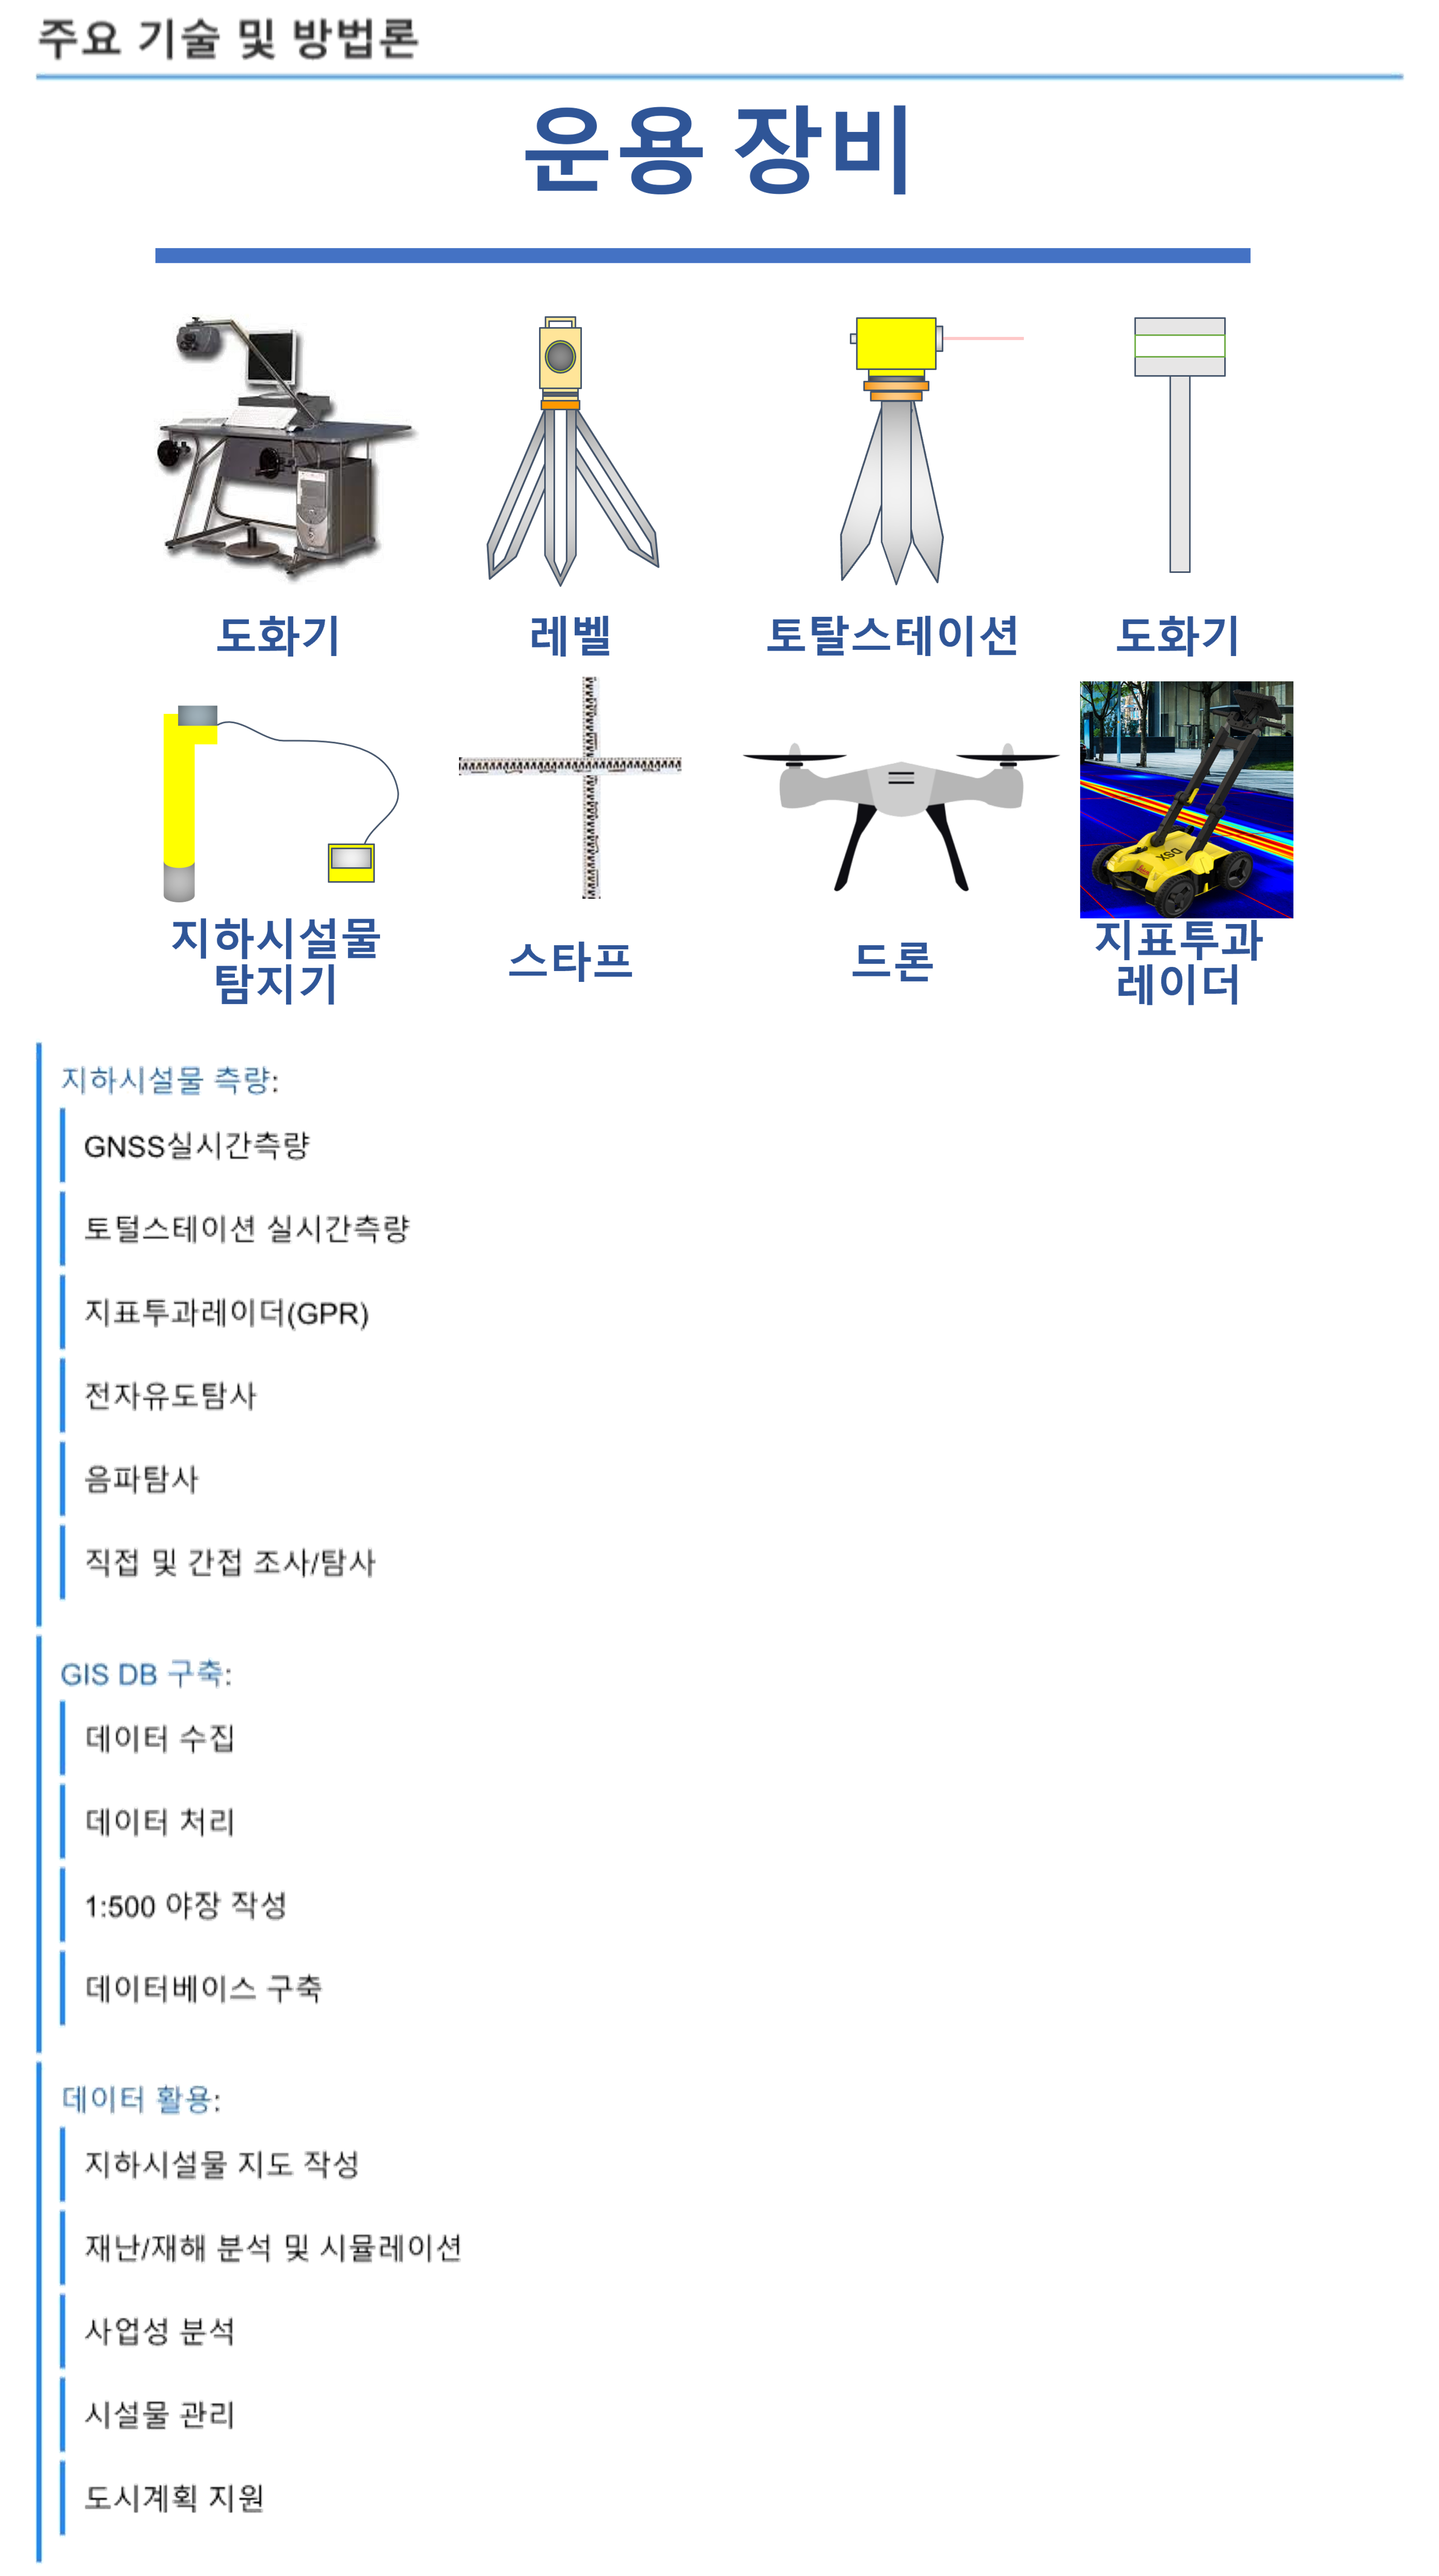 주요 기술 및 방법론
운용 장비
도화기
레벨
토탈스테이션
도화기
DSX
지하시설물
탐지기
스타프
드론
지표투과
레이더
지하시설물 측량:
GNSS실시간측량
토털스테이션 실시간측량
지표투과레이더(GPR)
전자유도탐사
음파탐사
직접 및 간접 조사/탐사
GIS DB 구축:
데이터 수집
데이터 처리
1:500 야장 작성
데이터베이스 구축
데이터 활용:
지하시설물 지도 작성
재난/재해 분석 및 시뮬레이션
사업성 분석
시설물 관리
도시계획 지원